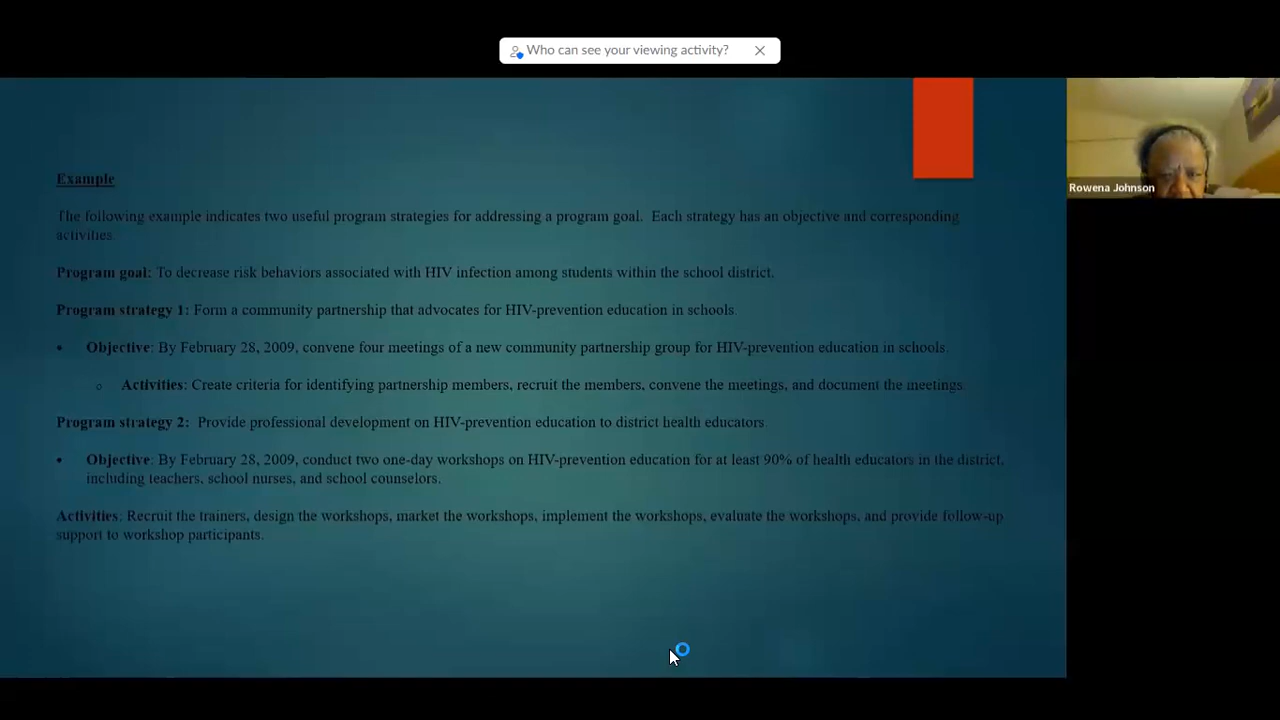 Who can see your viewing activity?
Example
The following example indicates two useful program strategies for addressing a program goal.  Each strategy has an objective and corresponding
activities.
Program goal: To decrease risk behaviors associated with HIV infection among students within the school district.
Program strategy 1: Form a community partnership that advocates for HIV-prevention education in schools.
• Objective: By February 28, 2009, convene four meetings of a new community partnership group for HIV-prevention education in schools.
o Activities: Create criteria for identifying partnership members, recruit the members, convene the meetings, and document the meetings.
Program strategy 2:  Provide professional development on HIV-prevention education to district health educators.
• Objective: By February 28, 2009, conduct two one-day workshops on HIV-prevention education for at least 90% of health educators in the district,
including teachers, school nurses, and school counselors.
Activities: Recruit the trainers, design the workshops, market the workshops, implement the workshops, evaluate the workshops, and provide follow-up
support to workshop participants.
Rowena Johnson